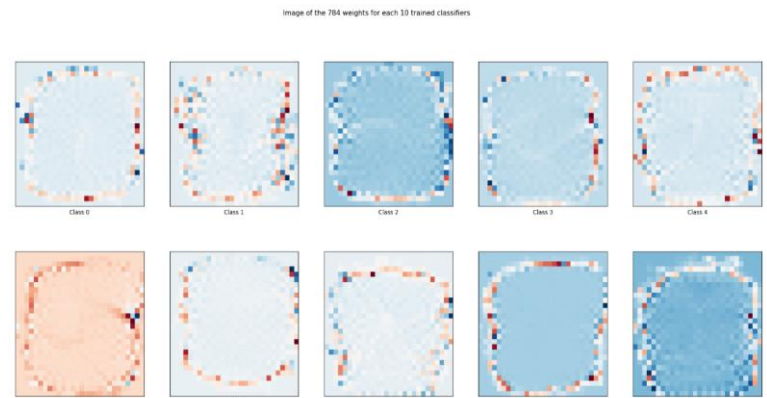 Image of the 784 weights for each 10 trained classifiers
Class 0
Class 1
Class 2
Class 3
Class 4